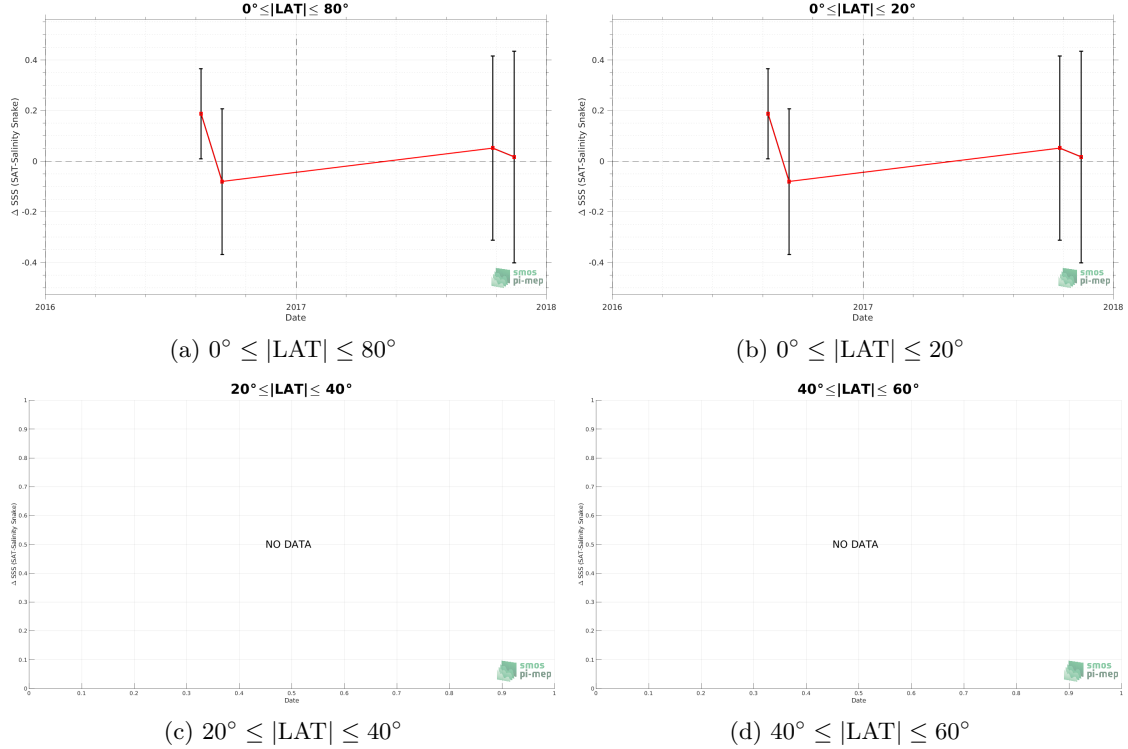 0°≤|LAT|≤ 80°
Δ SSS (SAT-Salinity Snake)
0.4
0.2
0
-0.2
-0.4
2016
2017
2018
Date
smos
pi-mep
(a) 0° ≤ |LAT| ≤ 80°
0°≤|LAT|≤ 20°
Δ SSS (SAT-Salinity Snake)
0.4
0.2
0
-0.2
-0.4
2016
2017
2018
Date
smos
pi-mep
(b) 0° ≤ |LAT| ≤ 20°
20°≤|LAT|≤ 40°
Δ SSS (SAT-Salinity Snake)
1
0.9
0.8
0.7
0.6
0.5
0.4
0.3
0.2
0.1
0
NO DATA
0 0.1 0.2 0.3 0.4 0.5 0.6 0.7 0.8 0.9 1
Date
smos
pi-mep
(c) 20° ≤ |LAT| ≤ 40°
40°≤|LAT|≤ 60°
Δ SSS (SAT-Salinity Snake)
1
0.9
0.8
0.7
0.6
0.5
0.4
0.3
0.2
0.1
0
NO DATA
0 0.1 0.2 0.3 0.4 0.5 0.6 0.7 0.8 0.9 1
Date
smos
pi-mep
(d) 40° ≤ |LAT| ≤ 60°